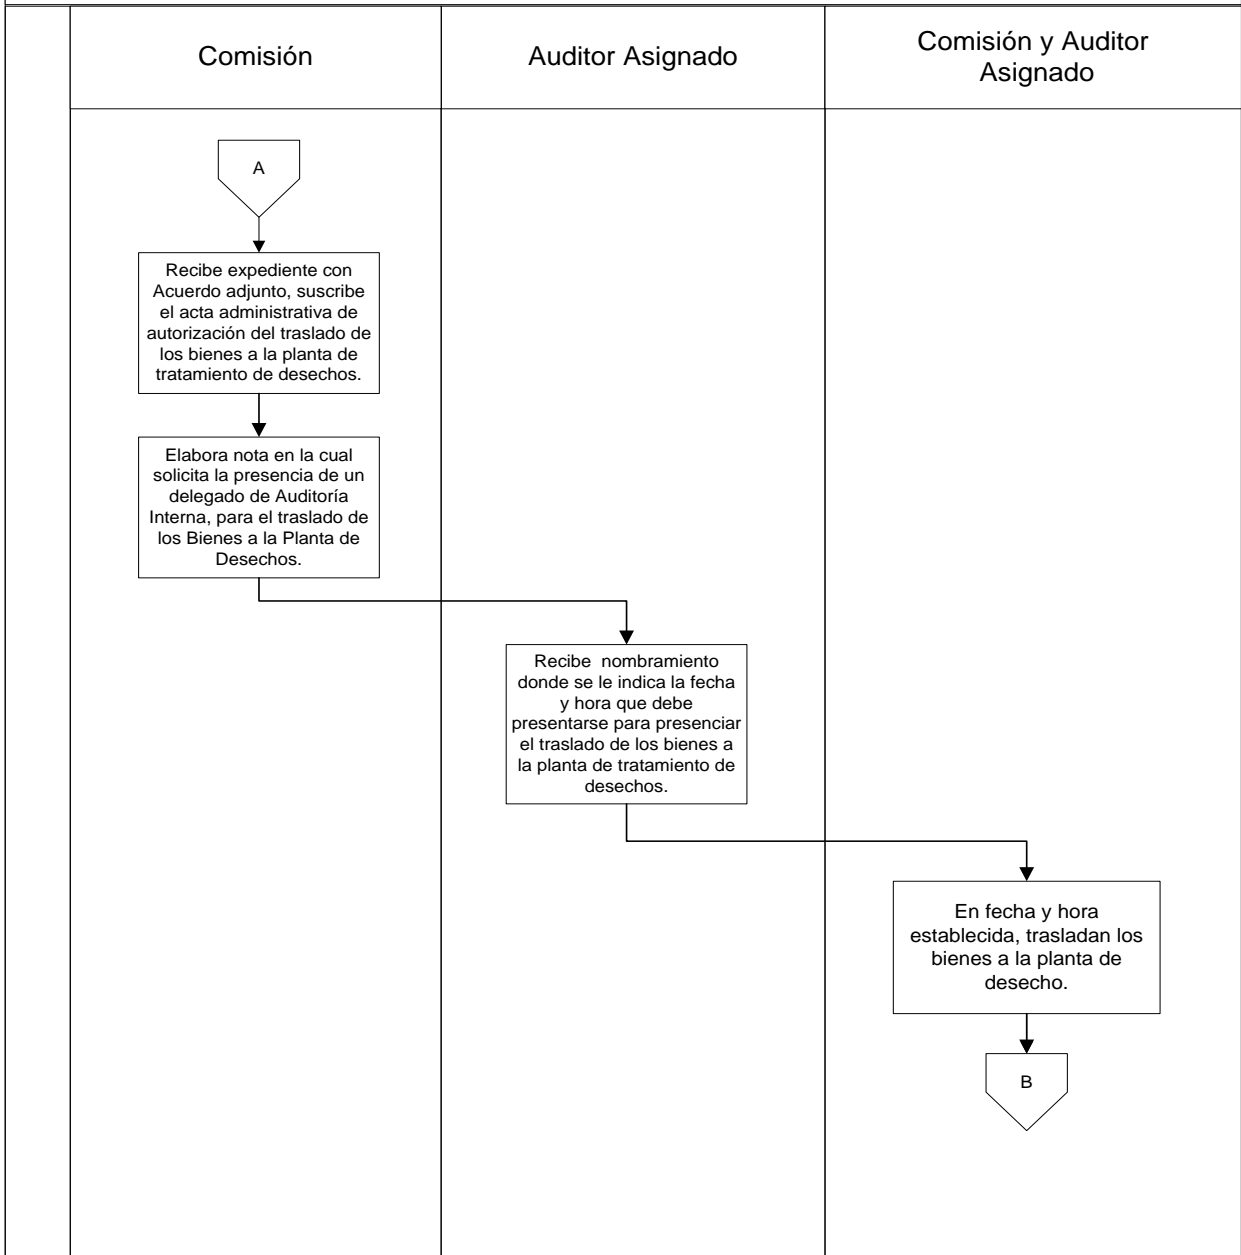 Comisión
Auditor Asignado
Comisión y Auditor
Asignado
A
Recibe expediente con
Acuerdo adjunto, suscribe
el acta administrativa de
autorización del traslado de
los bienes a la planta de
tratamiento de desechos.
Elabora nota en la cual
solicita la presencia de un
delegado de Auditoría
Interna, para el traslado de
los Bienes a la Planta de
Desechos.
Recibe nombramiento
donde se le indica la fecha
y hora que debe
presentarse para presenciar
el traslado de los bienes a
la planta de tratamiento de
desechos.
En fecha y hora
establecida, trasladan los
bienes a la planta de
desecho.
B